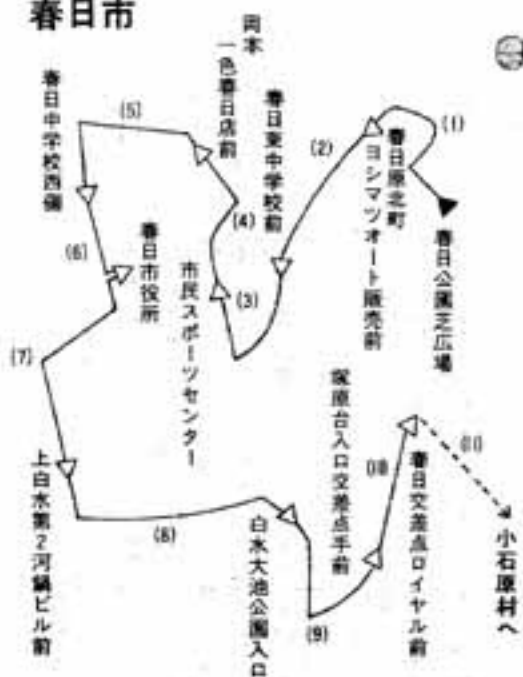 春日市
(1)
春日公園芝広場
春日原北町
ヨシマツオート販売前
(2)
春日東中学校前
(3)
市民スポーツセンター
(4)
岡本
一色春日店前
(5)
春日中学校西側
(6)
春日市役所
(7)
上白水第2河鍋ビル前
(8)
白水大池公園入口
(9)
塚原台入口交差点手前
(10)
春日交差点ロイヤル前
(11)
小石原村へ